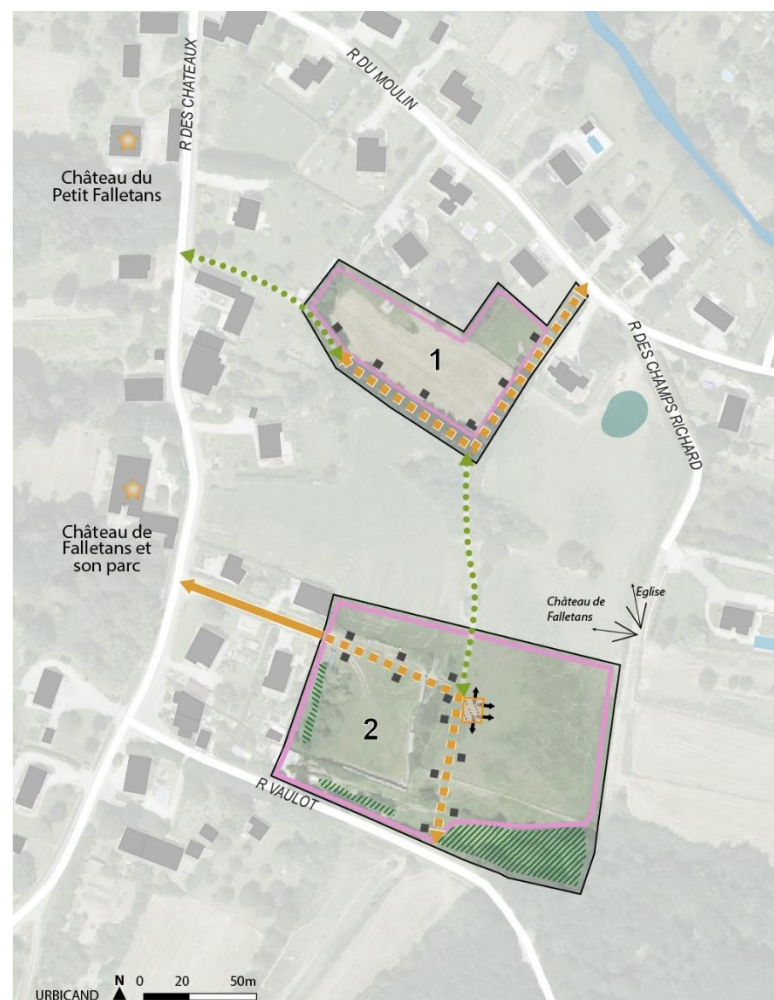 R DU MOULIN
R DES CHATEAUX
Château du
Petit Falletans
1
R DES CHAMPS RICHARD
Château de
Falletans et
son parc
Eglise
Château de
Falletans
2
R VAULOT
N 0 20 50m
URBICAND